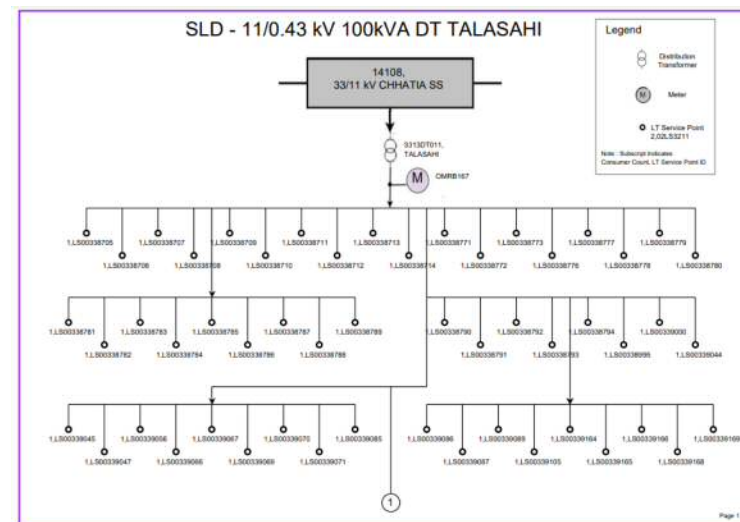 SLD - 11/0.43 kV 100kVA DT TALASAHI
Legend
Distribution
Transformer
M
Meter
LT Service Point
2,02LS3211
Note : Subscript Indicates
Consumer Count, LT Service Point ID
14108,
33/11 kV CHHATIA SS
0313DT011,
TALASAHI
M
OMRB167
1,LS00338705
1,LS00338707
1,LS00338709
1,LS00338711
1,LS00338713
1,LS00338771
1,LS00338773
1,LS00338777
1,LS00338779
1,LS00338706
1,LS00338708
1,LS00338710
1,LS00338712
1,LS00338714
1,LS00338772
1,LS00338776
1,LS00338778
1,LS00338780
1,LS00338781
1,LS00338783
1,LS00338785
1,LS00338787
1,LS00338789
1,LS00338790
1,LS00338792
1,LS00338794
1,LS00339000
1,LS00338782
1,LS00338784
1,LS00338786
1,LS00338788
1,LS00338791
1,LS00338793
1,LS00338995
1,LS00339044
1,LS00339045
1,LS00339056
1,LS00339067
1,LS00339070
1,LS00339085
1,LS00339086
1,LS00339089
1,LS00339164
1,LS00339166
1,LS00339169
1,LS00339047
1,LS00339066
1,LS00339069
1,LS00339071
1,LS00339087
1,LS00339105
1,LS00339165
1,LS00339168
1
Page 1